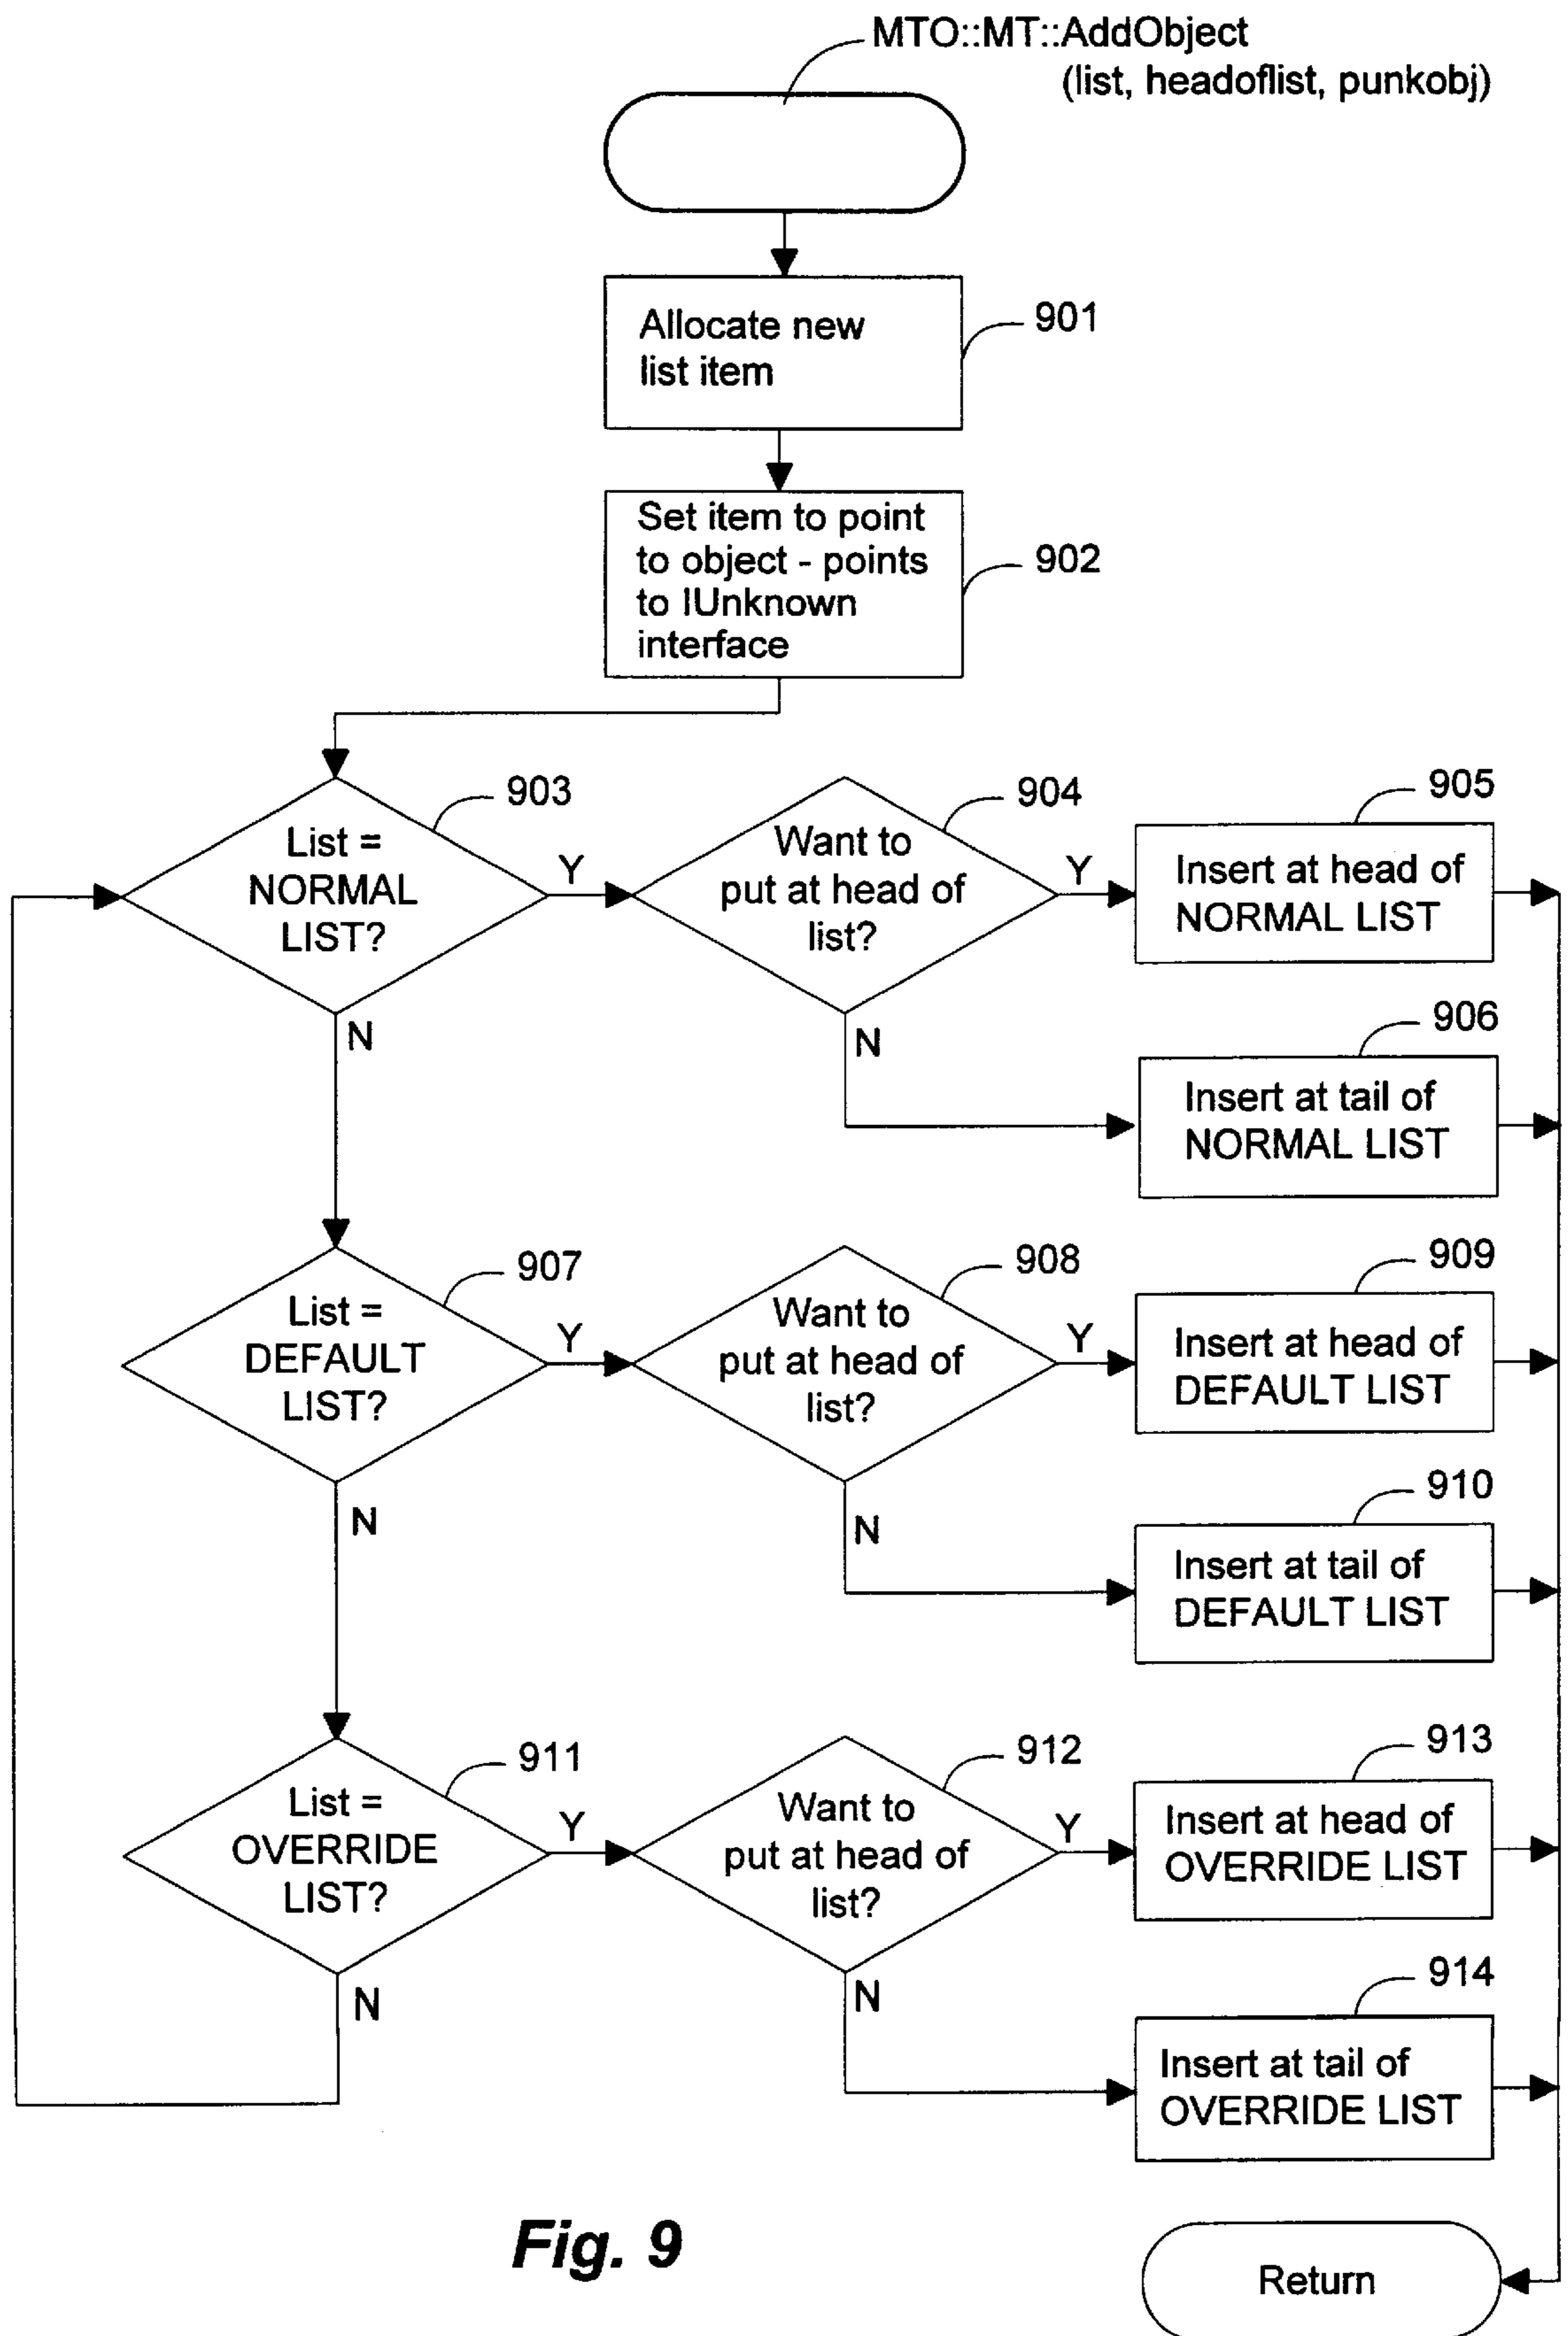 MTO::MT::AddObject
(list, headoflist, punkobj)
Allocate new
list item
901
Set item to point
to object - points
to IUnknown
interface
902
List =
NORMAL
LIST?
903
Y
N
Want to
put at head of
list?
904
Y
N
Insert at head of
NORMAL LIST
905
Insert at tail of
NORMAL LIST
906
List =
DEFAULT
LIST?
907
Y
N
Want to
put at head of
list?
908
Y
N
Insert at head of
DEFAULT LIST
909
Insert at tail of
DEFAULT LIST
910
List =
OVERRIDE
LIST?
911
Y
N
Want to
put at head of
list?
912
Y
N
Insert at head of
OVERRIDE LIST
913
Insert at tail of
OVERRIDE LIST
914
Return
Fig. 9